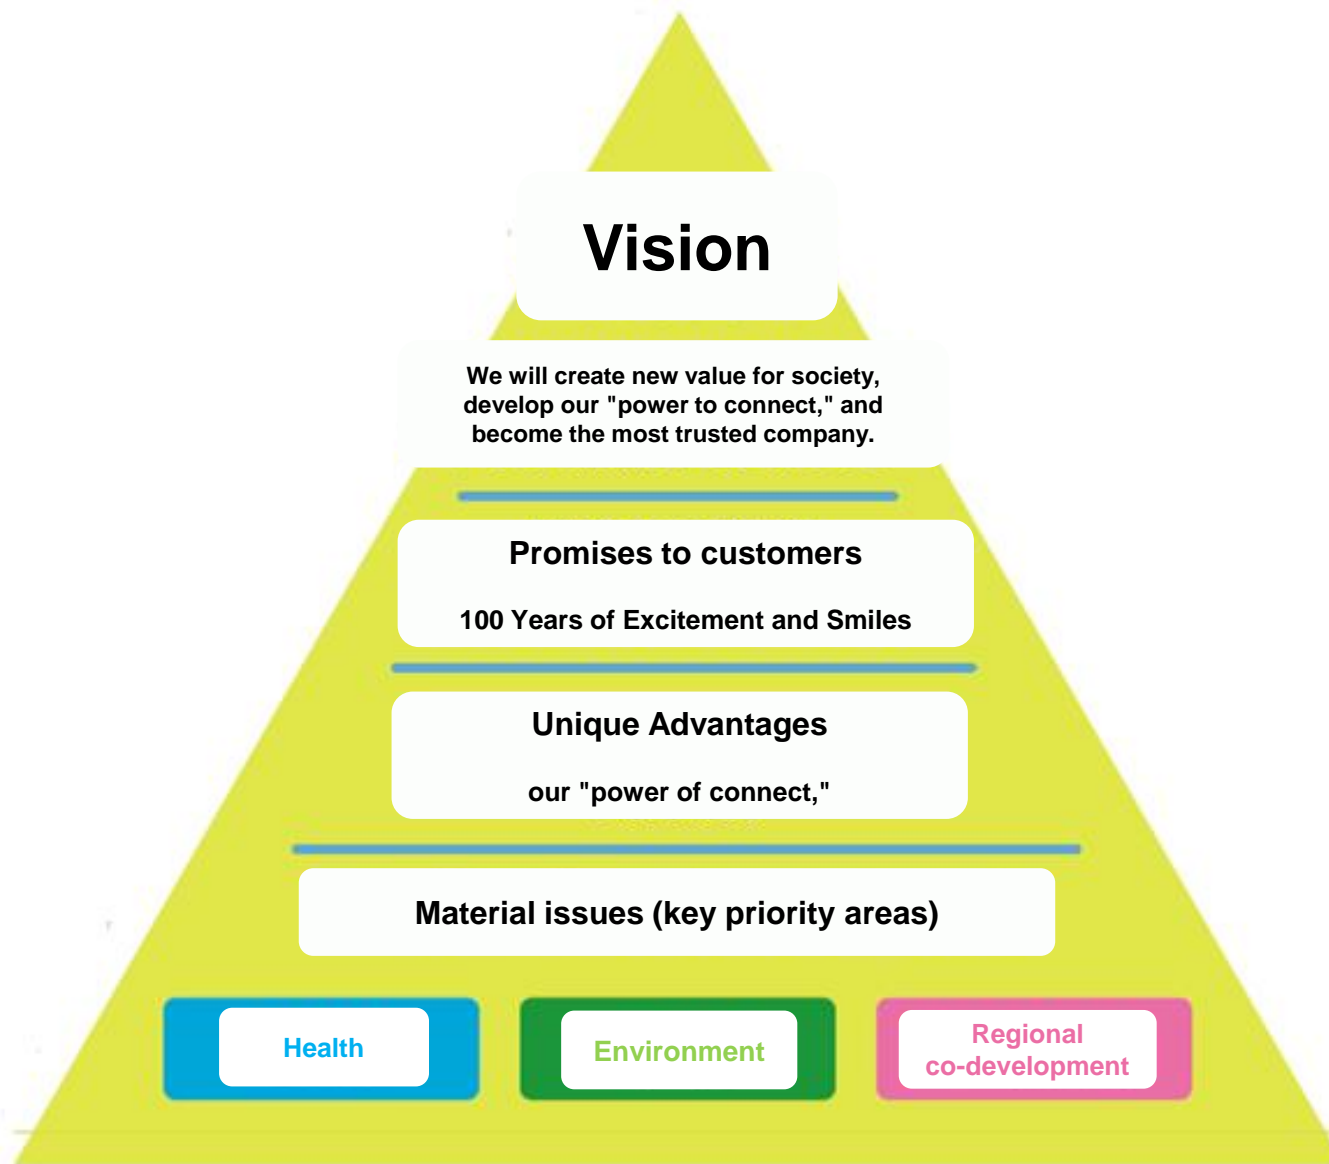 Vision
We will create new value for society,
develop our "power to connect," and
become the most trusted company.
Promises to customers
100 Years of Excitement and Smiles
Unique Advantages
our "power of connect,"
Material issues (key priority areas)
Health
Environment
Regional
co-development